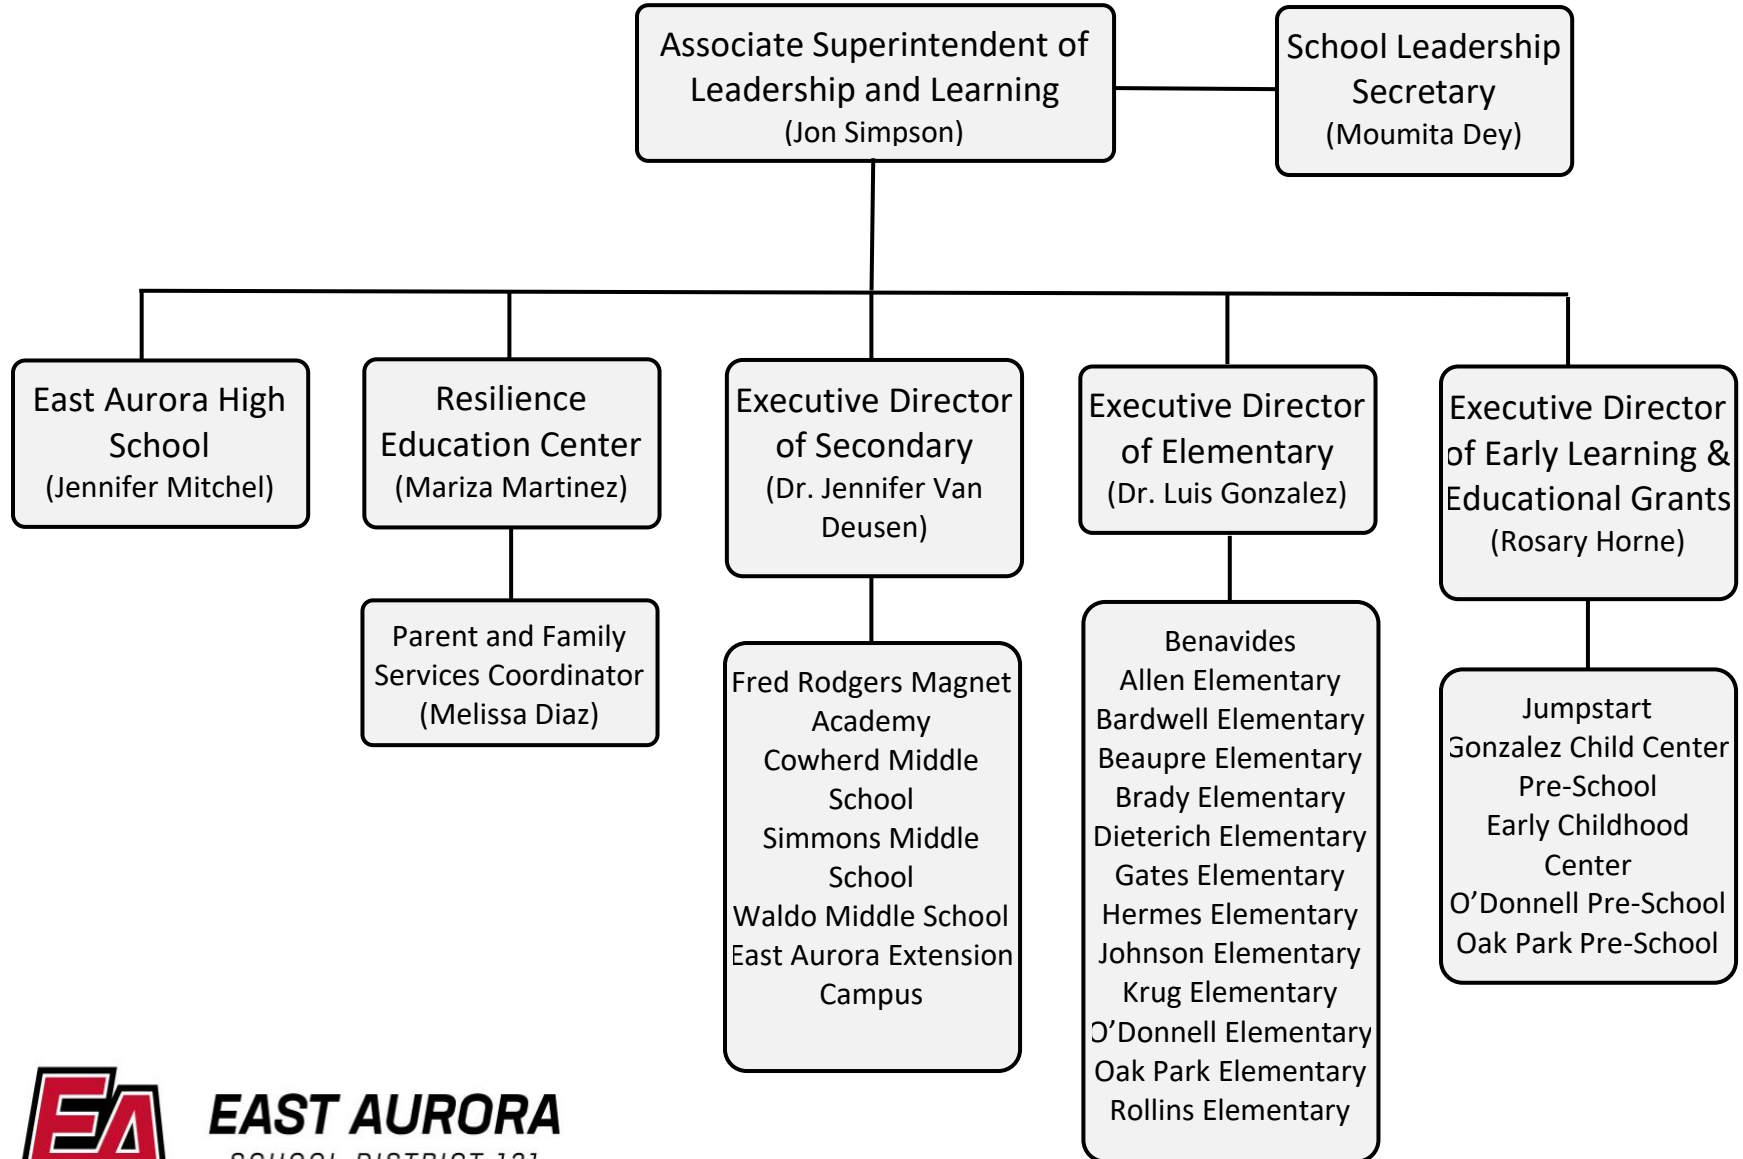 Associate Superintendent of
Leadership and Learning
(Jon Simpson)
School Leadership
Secretary
(Moumita Dey)
East Aurora High
School
(Jennifer Mitchel)
Resilience
Education Center
(Mariza Martinez)
Executive Director
of Secondary
(Dr. Jennifer Van
Deusen)
Executive Director
of Elementary
(Dr. Luis Gonzalez)
Executive Director
of Early Learning &
Educational Grants
(Rosary Horne)
Parent and Family
Services Coordinator
(Melissa Diaz)
Fred Rodgers Magnet
Academy
Cowherd Middle
School
Simmons Middle
School
Waldo Middle School
East Aurora Extension
Campus
Benavides
Allen Elementary
Bardwell Elementary
Beaupre Elementary
Brady Elementary
Dieterich Elementary
Gates Elementary
Hermes Elementary
Johnson Elementary
Krug Elementary
O’Donnell Elementary
Oak Park Elementary
Rollins Elementary
Jumpstart
Gonzalez Child Center
Pre-School
Early Childhood
Center
O’Donnell Pre-School
Oak Park Pre-School
EA
EAST AURORA
SCHOOL DISTRICT 131